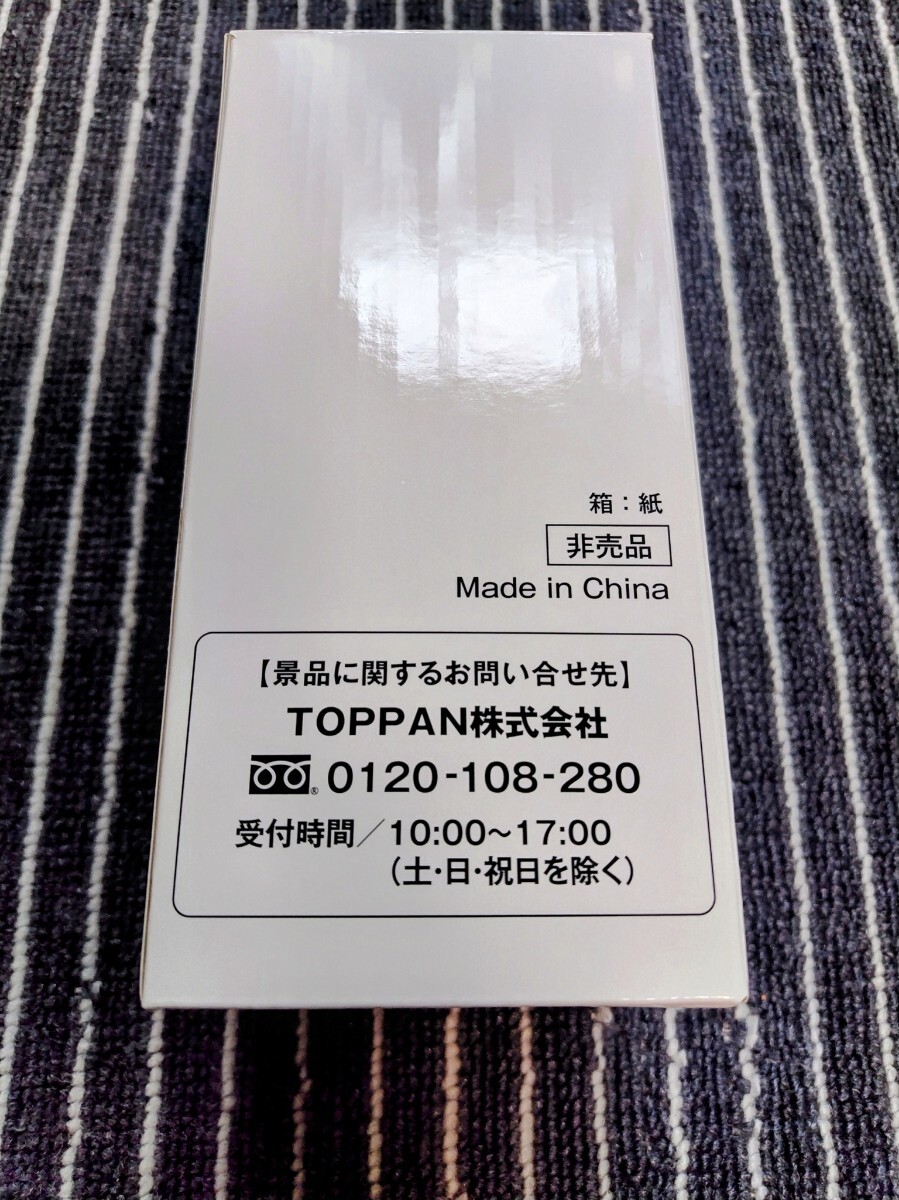 箱：紙
非売品
Made in China
【景品に関するお問い合せ先】
TOPPAN株式会社
® 0120-108-280
受付時間／10:00～17:00
（土・日・祝日を除く）